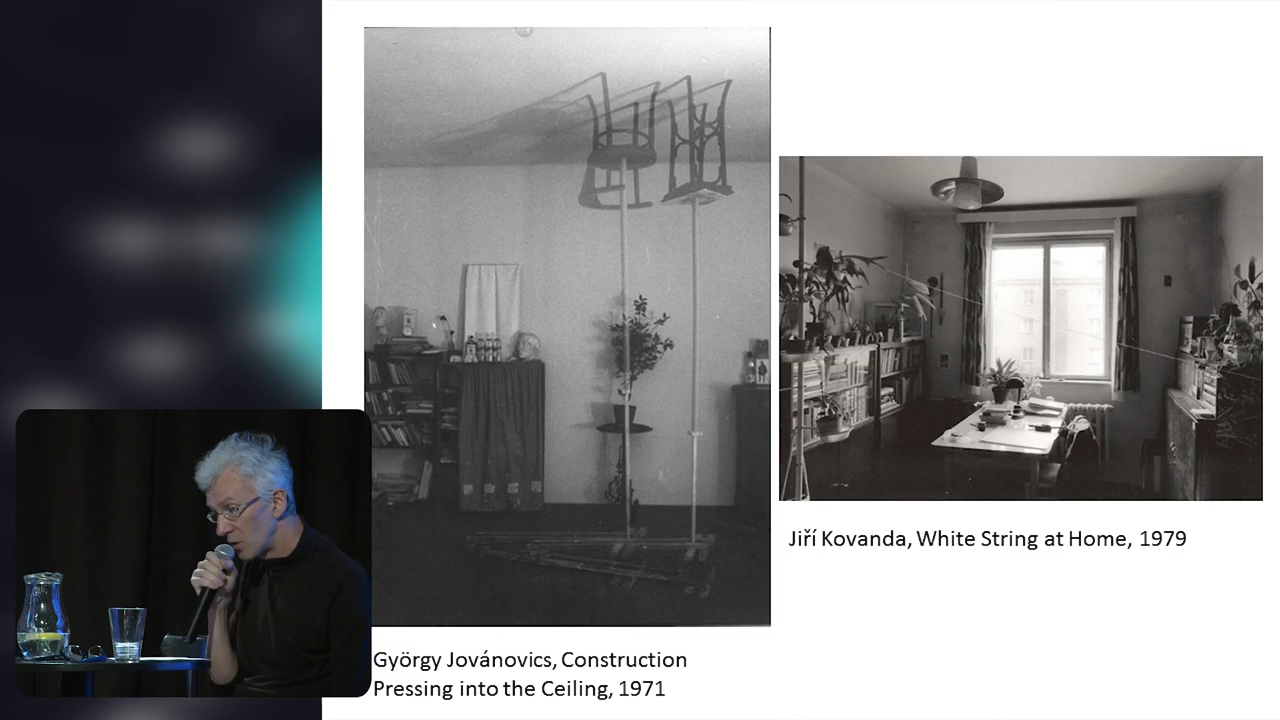 György Jovánovics, Construction
Pressing into the Ceiling, 1971
Jiří Kovanda, White String at Home, 1979